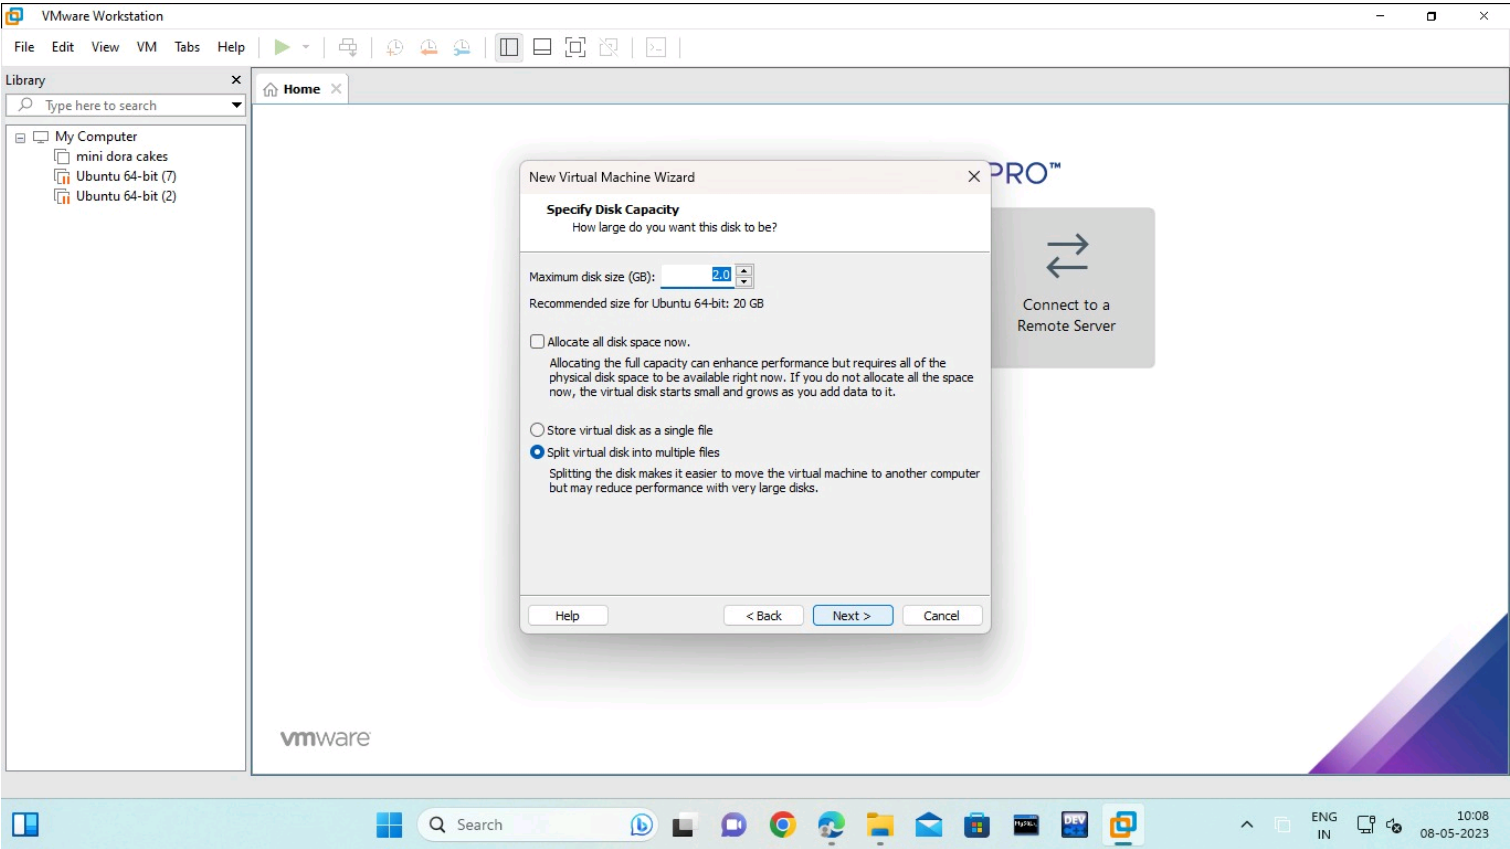 VMware Workstation
File Edit View VM Tabs Help
Library
Home
Type here to search
My Computer
mini dora cakes
Ubuntu 64-bit (7)
Ubuntu 64-bit (2)
PRO™
New Virtual Machine Wizard
Specify Disk Capacity
How large do you want this disk to be?
Maximum disk size (GB): 2.0
Recommended size for Ubuntu 64-bit: 20 GB
Allocate all disk space now.
Allocating the full capacity can enhance performance but requires all of the
physical disk space to be available right now. If you do not allocate all the space
now, the virtual disk starts small and grows as you add data to it.
Store virtual disk as a single file
Split virtual disk into multiple files
Splitting the disk makes it easier to move the virtual machine to another computer
but may reduce performance with very large disks.
Help < Back Next > Cancel
Connect to a
Remote Server
vmware
Search
DEV
ENG
IN
10:08
08-05-2023